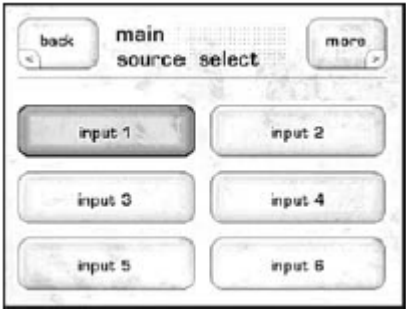 back
main
source select
more
<
>
input 1
input 2
input 3
input 4
input 5
input 6